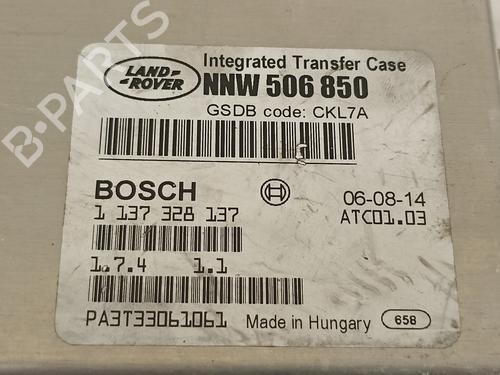 B-PARTS
LAND-
-ROVER
Integrated Transfer Case
NNW 506 850
GSDB code: CKL7A
BOSCH
06-08-14
1 137 328 137
ATC01.03
1.7.4 1.1
PA3T33061061
Made in Hungary
658